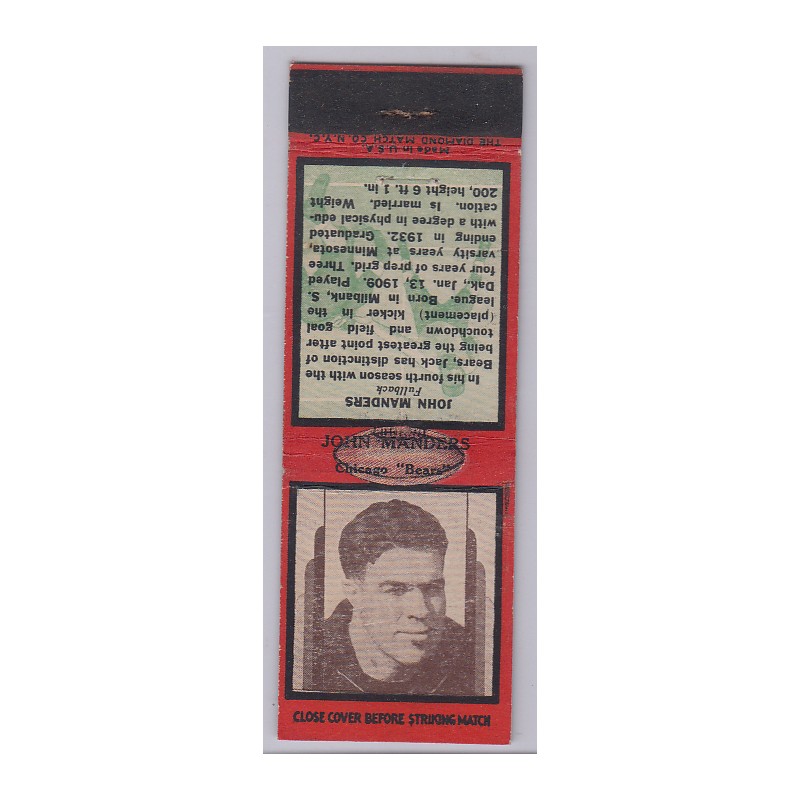 Made in U.S.A.
THE DIAMOND MATCH CO. N.Y.C.
JOHN MANDERS
Fullback
In his fourth season with the
Bears, Jack has distinction of
being the greatest point after
touchdown and field goal
(placement) kicker in the
league. Born in Milbank, S.
Dak., Jan., 13, 1909. Played
four years of prep grid. Three
varsity years at Minnesota,
ending in 1932. Graduated
with a degree in physical edu-
cation. Is married. Weight
200, height 6 ft. 1 in.
JOHN MANDERS
Chicago "Bears"
CLOSE COVER BEFORE STRIKING MATCH